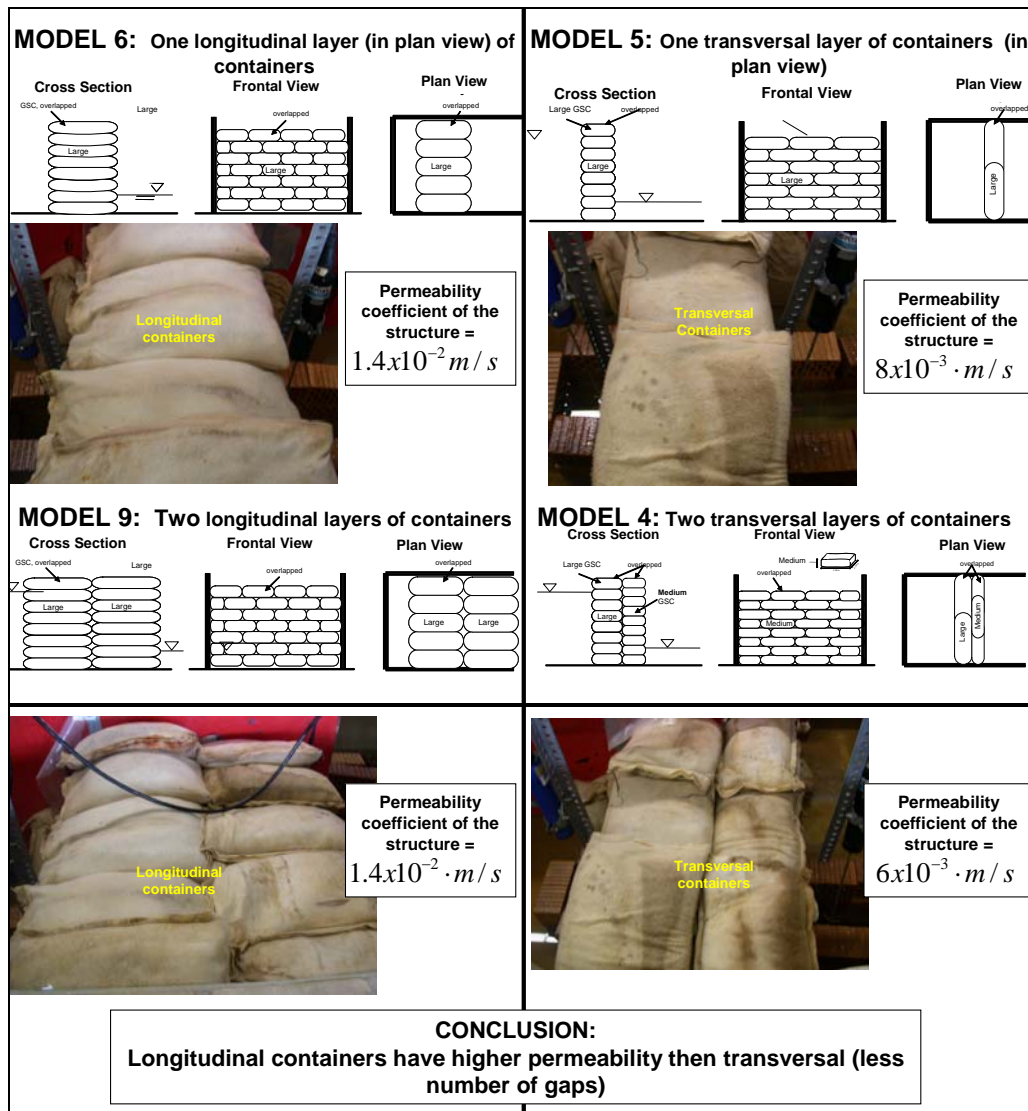 MODEL 6: One longitudinal layer (in plan view) of
containers
Cross Section
Frontal View
Plan View
GSC, overlapped
Large
overlapped
overlapped
Large
Large
Large
Longitudinal
containers
Permeability
coefficient of the
structure =
1.4x10⁻² m / s
MODEL 5: One transversal layer of containers (in
plan view)
Cross Section
Frontal View
Plan View
Large GSC
overlapped
overlapped
Large
Large
Large
Transversal
Containers
Permeability
coefficient of the
structure =
8x10⁻³ · m / s
MODEL 9: Two longitudinal layers of containers
Cross Section
Frontal View
Plan View
GSC, overlapped
Large
overlapped
overlapped
Large
Large
Large
Large
Longitudinal
containers
Permeability
coefficient of the
structure =
1.4x10⁻² · m / s
MODEL 4: Two transversal layers of containers
Cross Section
Frontal View
Plan View
Large GSC
overlapped
Medium
overlapped
overlapped
Medium
GSC
Large
Medium
Large
Medium
Transversal
containers
Permeability
coefficient of the
structure =
6x10⁻³ · m / s
CONCLUSION:
Longitudinal containers have higher permeability then transversal (less
number of gaps)